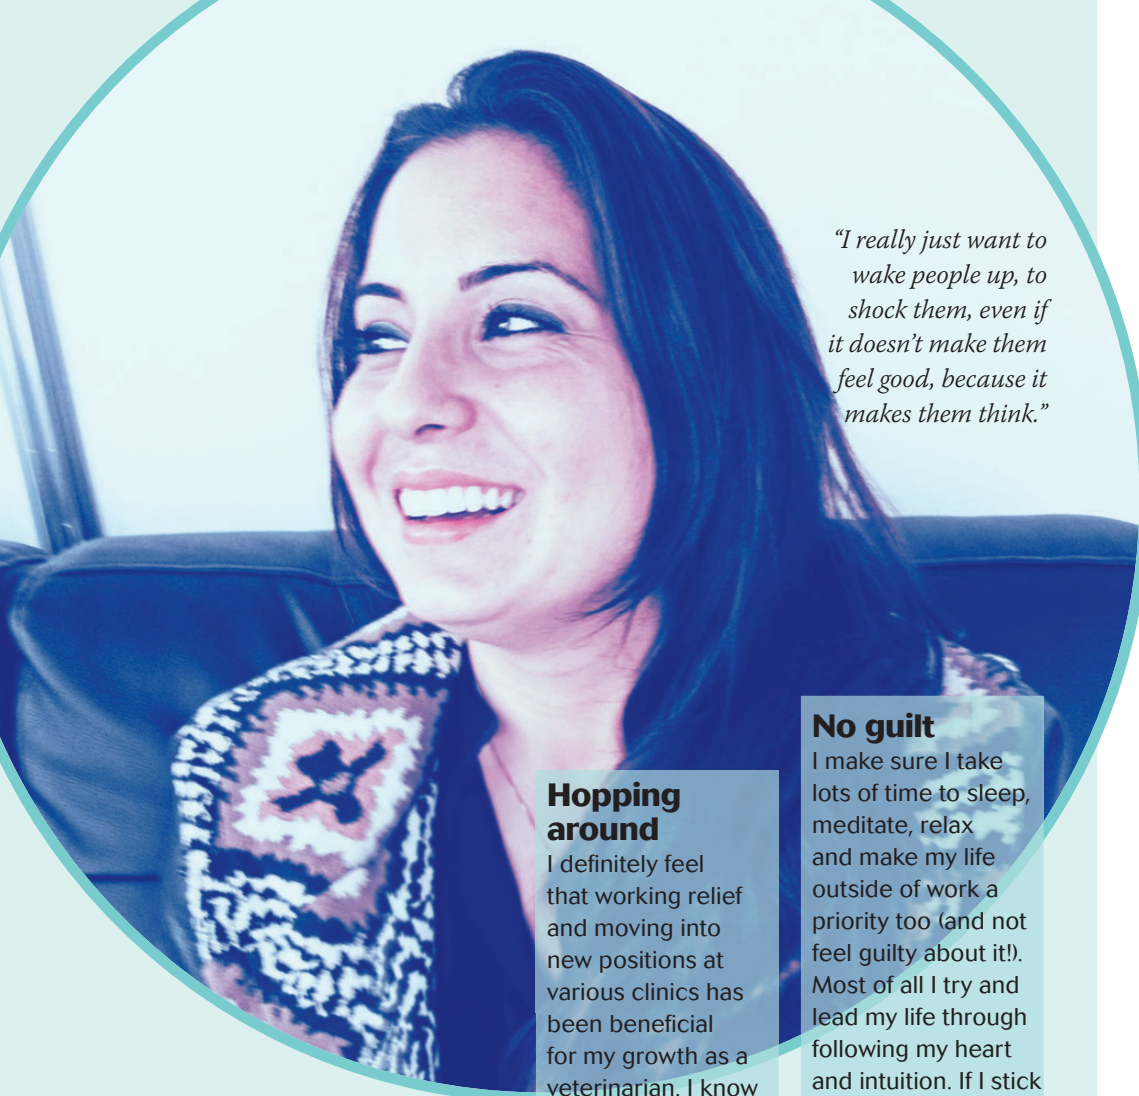 “I really just want to
wake people up, to
shock them, even if
it doesn’t make them
feel good, because it
makes them think.”
Hopping
around
I definitely feel
that working relief
and moving into
new positions at
various clinics has
been beneficial
for my growth as a
veterinarian. I know
No guilt
I make sure I take
lots of time to sleep,
meditate, relax
and make my life
outside of work a
priority too (and not
feel guilty about it!).
Most of all I try and
lead my life through
following my heart
and intuition. If I stick